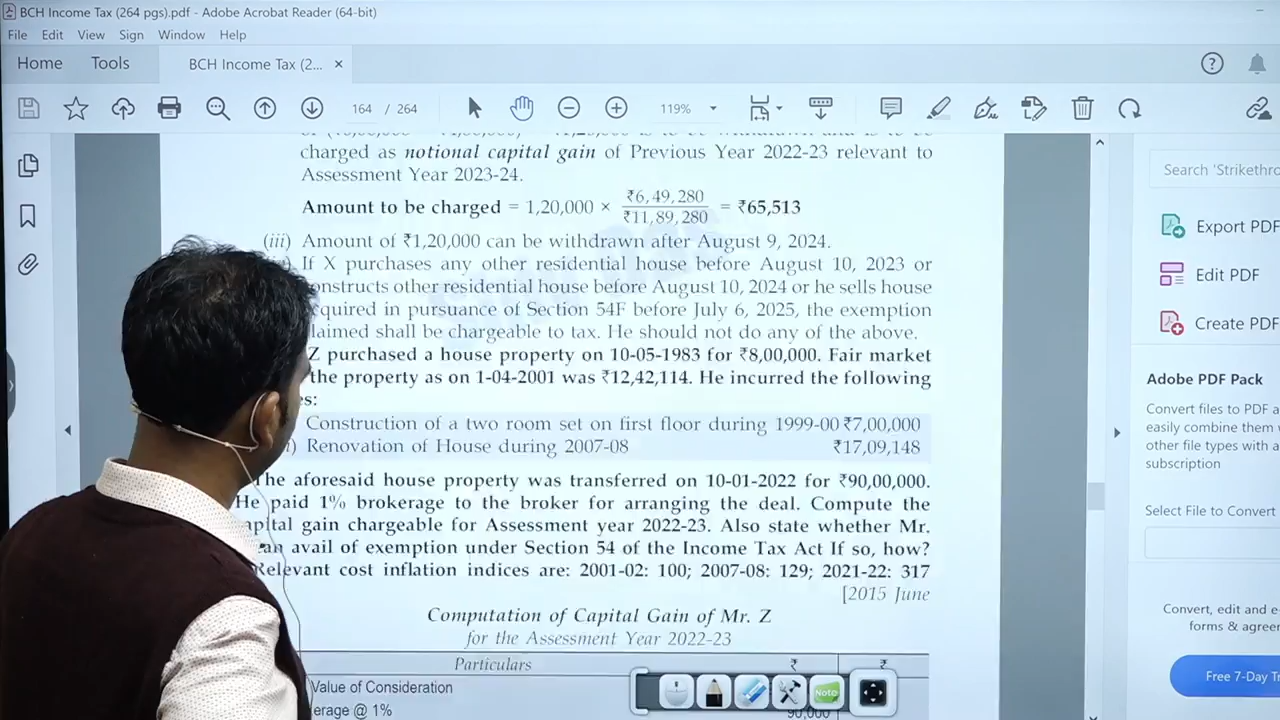 BCH Income Tax (264 pgs).pdf - Adobe Acrobat Reader (64-bit)
File Edit View Sign Window Help
Home Tools BCH Income Tax (2... ×
164 / 264 119%
charged as notional capital gain of Previous Year 2022-23 relevant to
Assessment Year 2023-24.
Amount to be charged = 1,20,000 × ₹6,49,280 / ₹11,89,280 = ₹65,513
(iii) Amount of ₹1,20,000 can be withdrawn after August 9, 2024.
If X purchases any other residential house before August 10, 2023 or
onstructs other residential house before August 10, 2024 or he sells house
quired in pursuance of Section 54F before July 6, 2025, the exemption
laimed shall be chargeable to tax. He should not do any of the above.
Z purchased a house property on 10-05-1983 for ₹8,00,000. Fair market
the property as on 1-04-2001 was ₹12,42,114. He incurred the following
es:
Construction of a two room set on first floor during 1999-00 ₹7,00,000
) Renovation of House during 2007-08 ₹17,09,148
The aforesaid house property was transferred on 10-01-2022 for ₹90,00,000.
He paid 1% brokerage to the broker for arranging the deal. Compute the
pital gain chargeable for Assessment year 2022-23. Also state whether Mr.
an avail of exemption under Section 54 of the Income Tax Act If so, how?
Relevant cost inflation indices are: 2001-02: 100; 2007-08: 129; 2021-22: 317
[2015 June
Computation of Capital Gain of Mr. Z
for the Assessment Year 2022-23
Particulars ₹ ₹
Value of Consideration
erage @ 1% 90,000
Note
Search 'Strikethro
Export PDF
Edit PDF
Create PDF
Adobe PDF Pack
Convert files to PDF a
easily combine them
other file types with a
subscription
Select File to Convert
Convert, edit and e-
forms & agree
Free 7-Day Tr